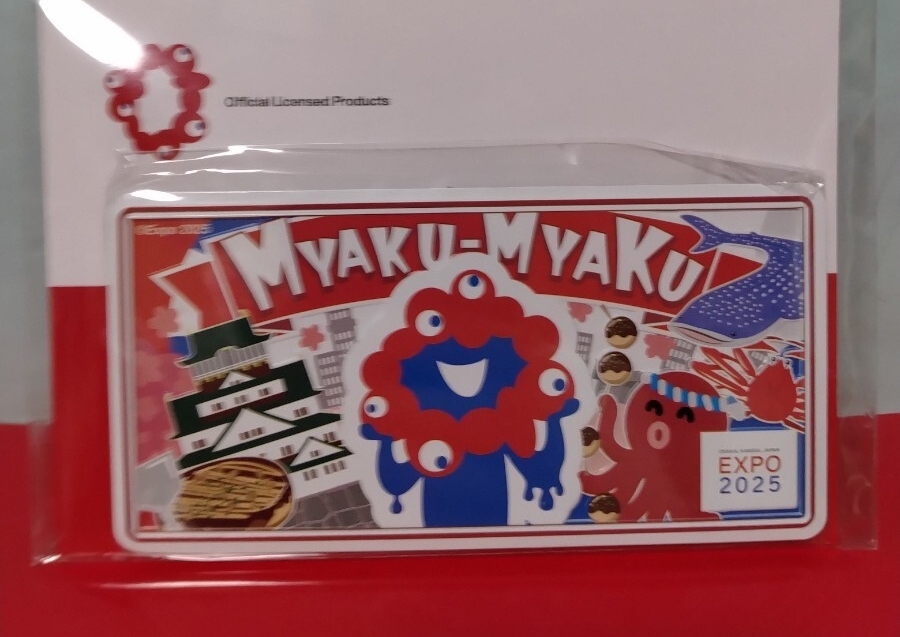 Official Licensed Products
©Expo 2025
MYAKU-MYAKU
OSAKA, KANSAI, JAPAN
EXPO
2025